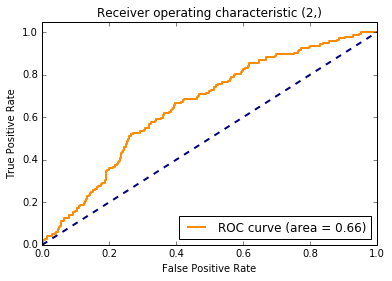 Receiver operating characteristic (2,)
1.0
0.8
0.6
0.4
0.2
0.0
True Positive Rate
ROC curve (area = 0.66)
0.0 0.2 0.4 0.6 0.8 1.0
False Positive Rate